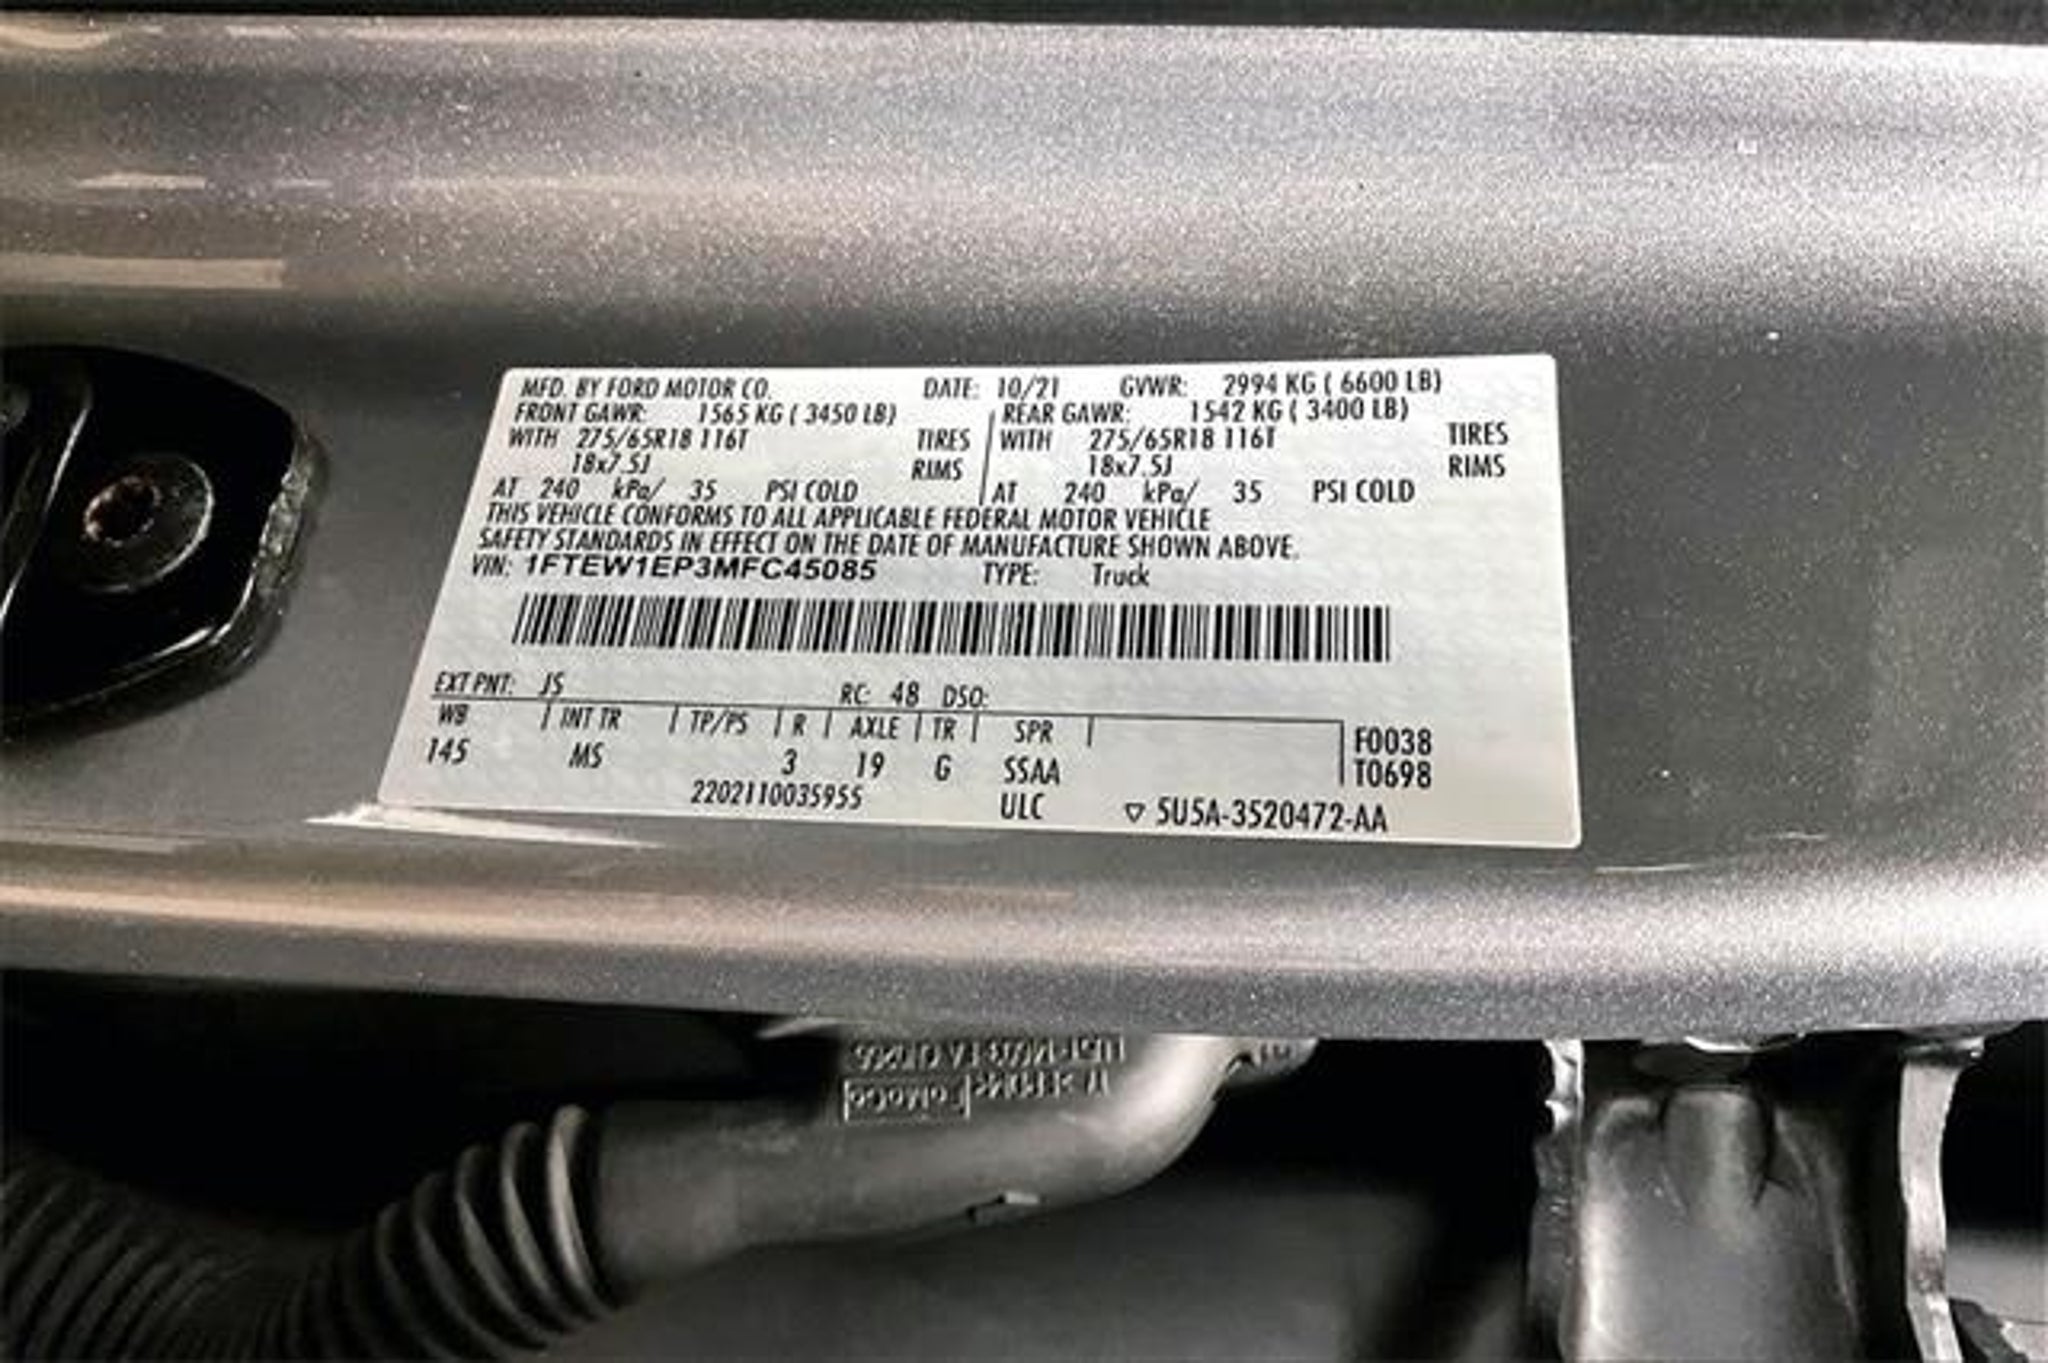 MFD. BY FORD MOTOR CO. DATE: 10/21 GVWR: 2994 KG ( 6600 LB)
FRONT GAWR: 1565 KG ( 3450 LB) REAR GAWR: 1542 KG ( 3400 LB)
WITH 275/65R18 116T TIRES WITH 275/65R18 116T TIRES
18x7.5J RIMS 18x7.5J RIMS
AT 240 kPa/ 35 PSI COLD AT 240 kPa/ 35 PSI COLD
THIS VEHICLE CONFORMS TO ALL APPLICABLE FEDERAL MOTOR VEHICLE
SAFETY STANDARDS IN EFFECT ON THE DATE OF MANUFACTURE SHOWN ABOVE.
VIN: 1FTEW1EP3MFC45085 TYPE: Truck
EXT PNT: JS RC: 48 DSO:
WB INT TR TP/PS R AXLE TR SPR F0038
145 MS 3 19 G SSAA T0698
2202110035955 ULC ▽ 5U5A-3520472-AA
FoMoCo